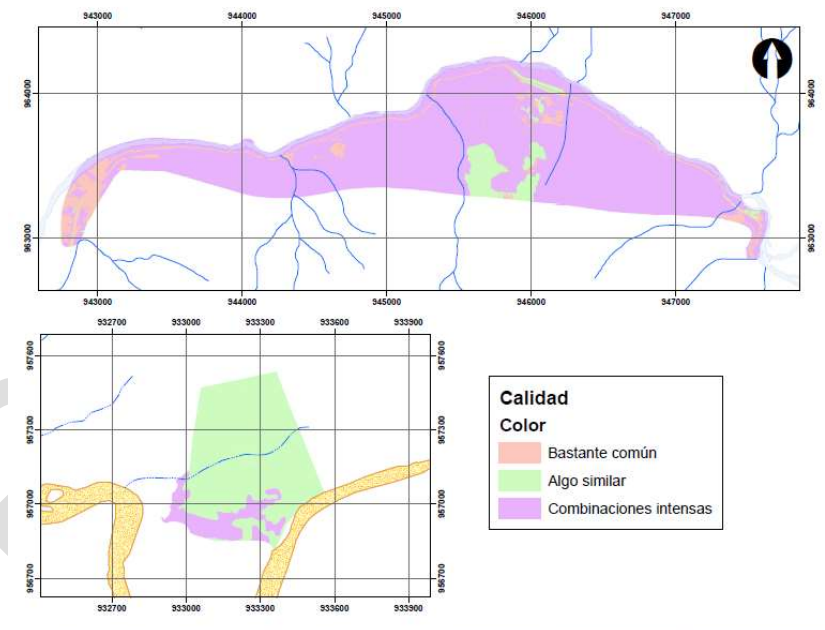 943000 944000 945000 946000 947000
964000 964000
963000 963000
943000 944000 945000 946000 947000
932700 933000 933300 933600 933900
957600 957600
957300 957300
957000 957000
956700 956700
932700 933000 933300 933600 933900
Calidad
Color
Bastante común
Algo similar
Combinaciones intensas